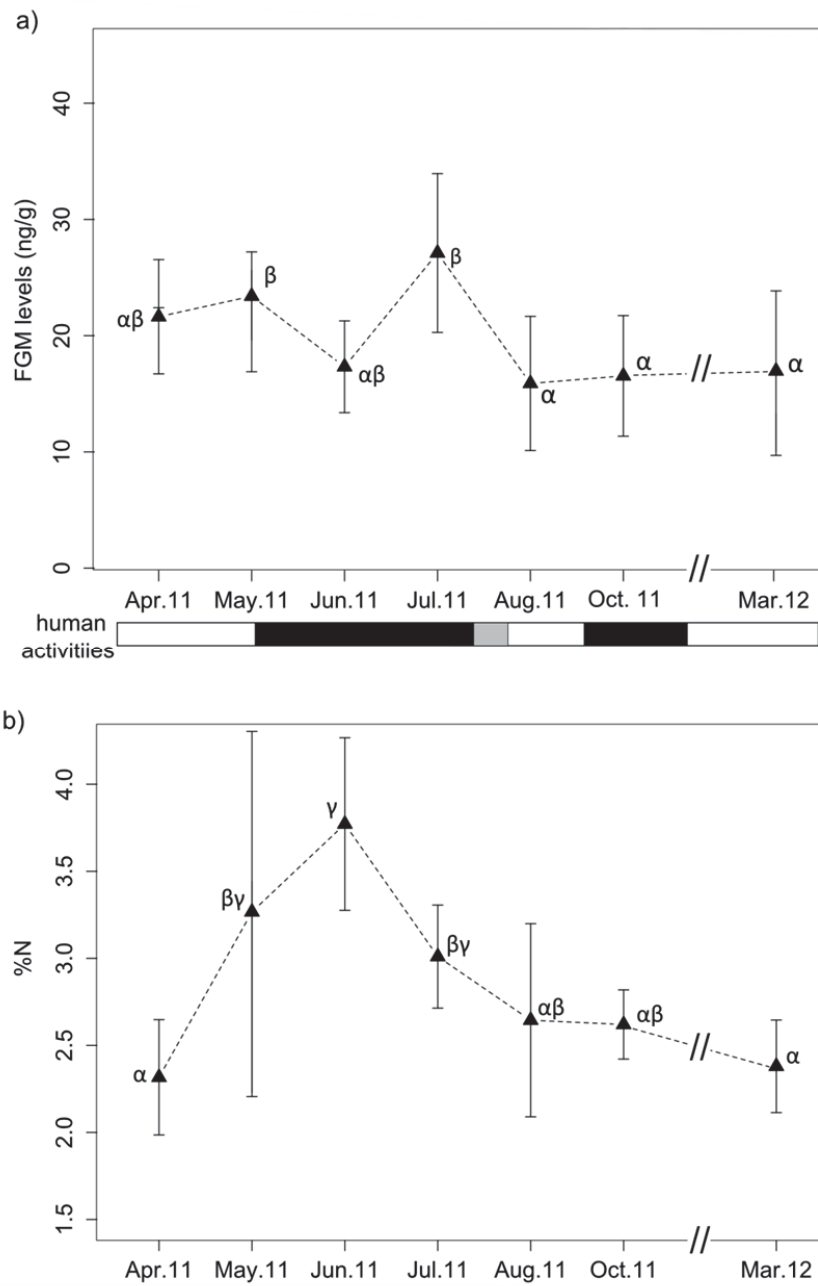 a)
40
30
20
10
0
FGM levels (ng/g)
αβ
β
αβ
β
α
α
α
//
//
Apr.11 May.11 Jun.11 Jul.11 Aug.11 Oct. 11 Mar.12
human
activitiies
b)
4.0
3.5
3.0
2.5
2.0
1.5
%N
α
βγ
γ
βγ
αβ
αβ
α
//
//
Apr.11 May.11 Jun.11 Jul.11 Aug.11 Oct.11 Mar.12